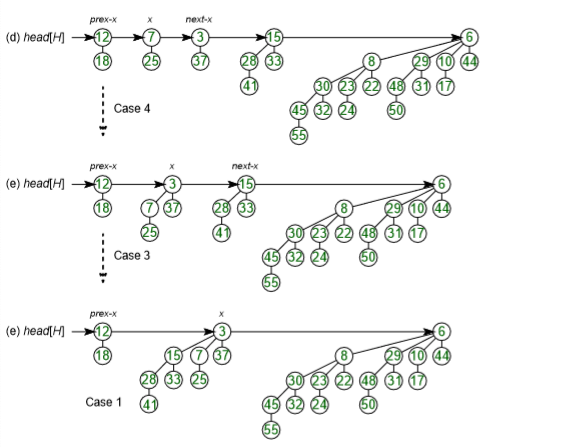 prex-x x next-x
(d) head[H] 12 7 3 15 6
18 25 37 28 33 8 29 10 44
41 30 23 22 48 31 17
Case 4 45 32 24 50
55
prex-x x next-x
(e) head[H] 12 3 15 6
18 7 37 28 33 8 29 10 44
25 41 30 23 22 48 31 17
Case 3 45 32 24 50
55
prex-x x
(e) head[H] 12 3 6
18 15 7 37 8 29 10 44
28 33 25 30 23 22 48 31 17
Case 1 41 45 32 24 50
55